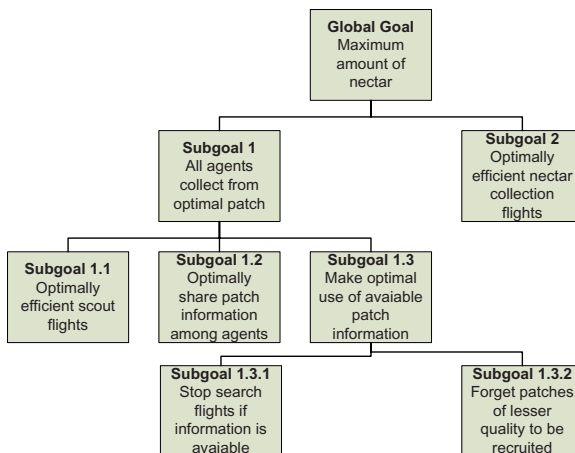 Global Goal
Maximum
amount of
nectar
Subgoal 1
All agents
collect from
optimal patch
Subgoal 2
Optimally
efficient nectar
collection
flights
Subgoal 1.1
Optimally
efficient scout
flights
Subgoal 1.2
Optimally
share patch
information
among agents
Subgoal 1.3
Make optimal
use of avaiable
patch
information
Subgoal 1.3.1
Stop search
flights if
information is
avaiable
Subgoal 1.3.2
Forget patches
of lesser
quality to be
recruited